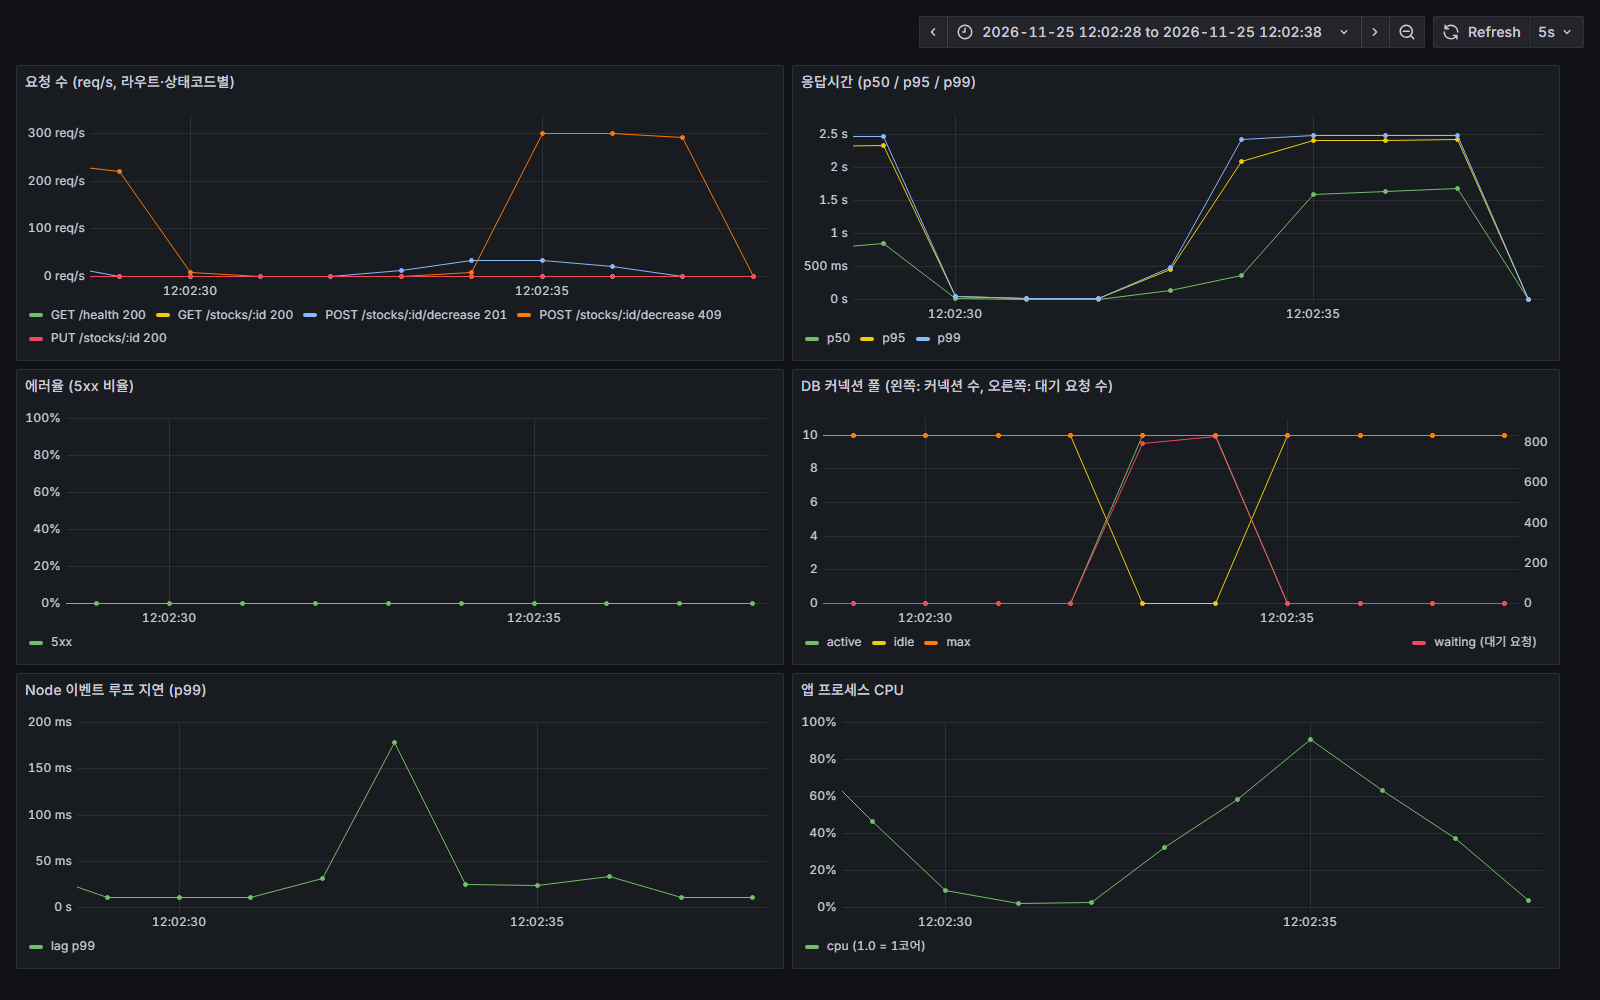 2026-11-25 12:02:28 to 2026-11-25 12:02:38 Refresh 5s
요청 수 (req/s, 라우트·상태코드별)
300 req/s
200 req/s
100 req/s
0 req/s
12:02:30 12:02:35
GET /health 200 GET /stocks/:id 200 POST /stocks/:id/decrease 201 POST /stocks/:id/decrease 409
PUT /stocks/:id 200
응답시간 (p50 / p95 / p99)
2.5 s
2 s
1.5 s
1 s
500 ms
0 s
12:02:30 12:02:35
p50 p95 p99
에러율 (5xx 비율)
100%
80%
60%
40%
20%
0%
12:02:30 12:02:35
5xx
DB 커넥션 풀 (왼쪽: 커넥션 수, 오른쪽: 대기 요청 수)
10
8
6
4
2
0
800
600
400
200
0
12:02:30 12:02:35
active idle max waiting (대기 요청)
Node 이벤트 루프 지연 (p99)
200 ms
150 ms
100 ms
50 ms
0 s
12:02:30 12:02:35
lag p99
앱 프로세스 CPU
100%
80%
60%
40%
20%
0%
12:02:30 12:02:35
cpu (1.0 = 1코어)